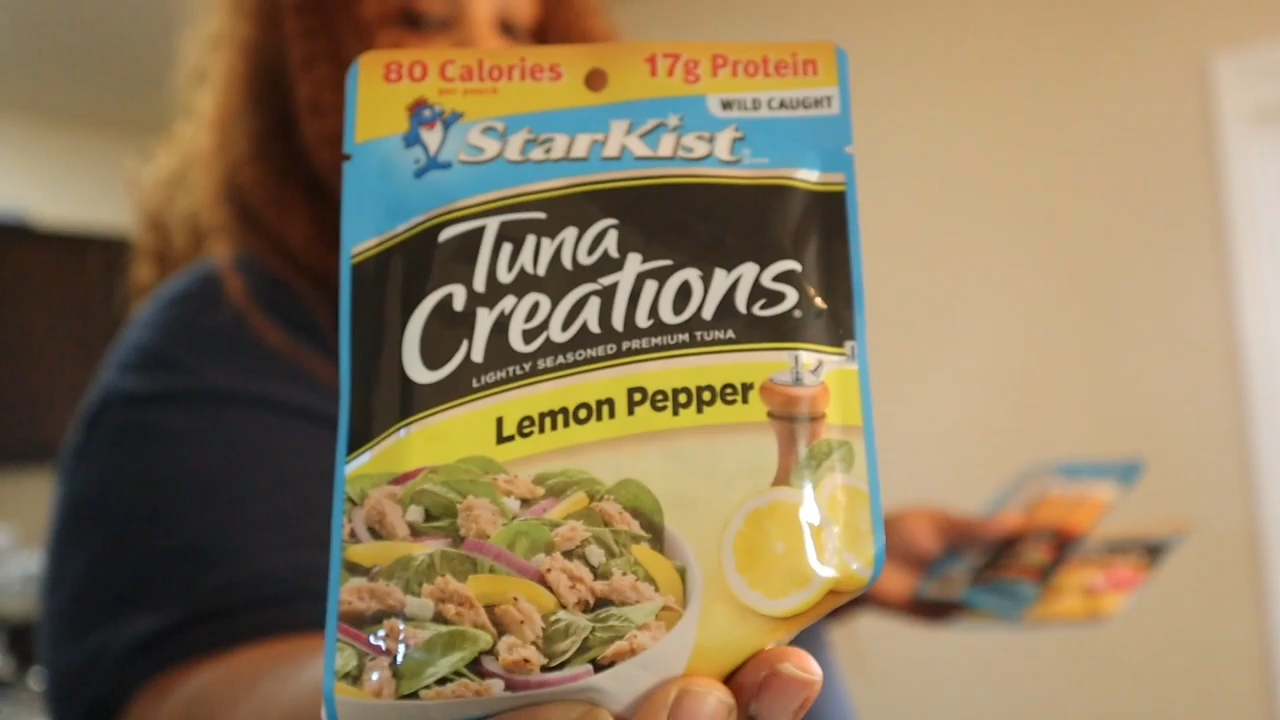 80 Calories
per pouch
17g Protein
WILD CAUGHT
StarKist
Tuna
Creations®
LIGHTLY SEASONED PREMIUM TUNA
Lemon Pepper